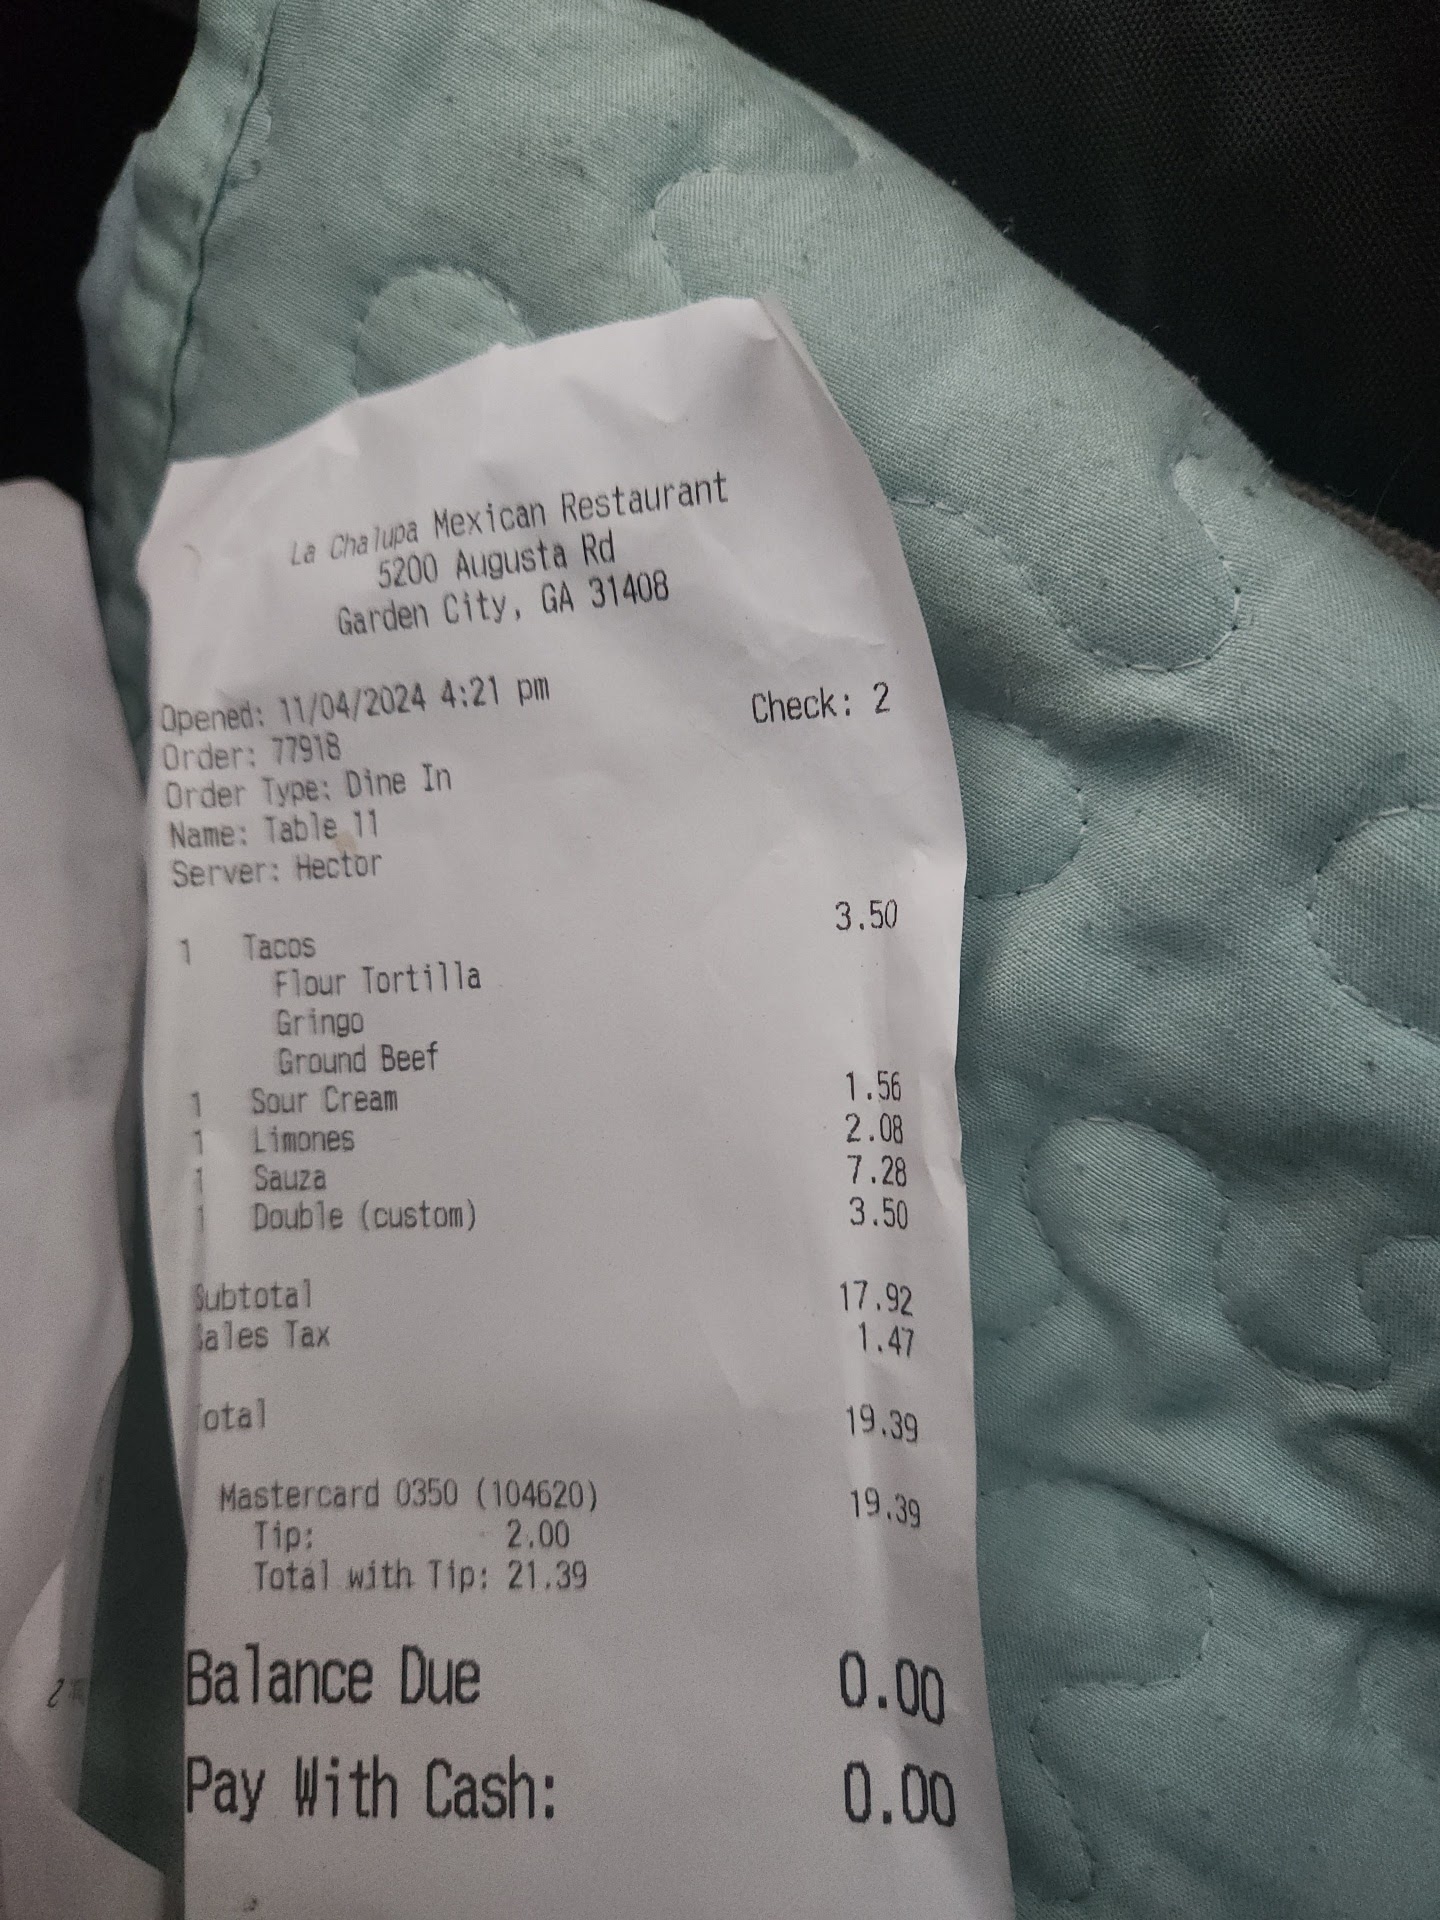 La Chalupa Mexican Restaurant
5200 Augusta Rd
Garden City, GA 31408
Opened: 11/04/2024 4:21 pm Check: 2
Order: 77918
Order Type: Dine In
Name: Table 11
Server: Hector
1 Tacos 3.50
Flour Tortilla
Gringo
Ground Beef
1 Sour Cream 1.56
1 Limones 2.08
1 Sauza 7.28
1 Double (custom) 3.50
Subtotal 17.92
Sales Tax 1.47
Total 19.39
Mastercard 0350 (104620) 19.39
Tip: 2.00
Total with Tip: 21.39
Balance Due 0.00
Pay With Cash: 0.00